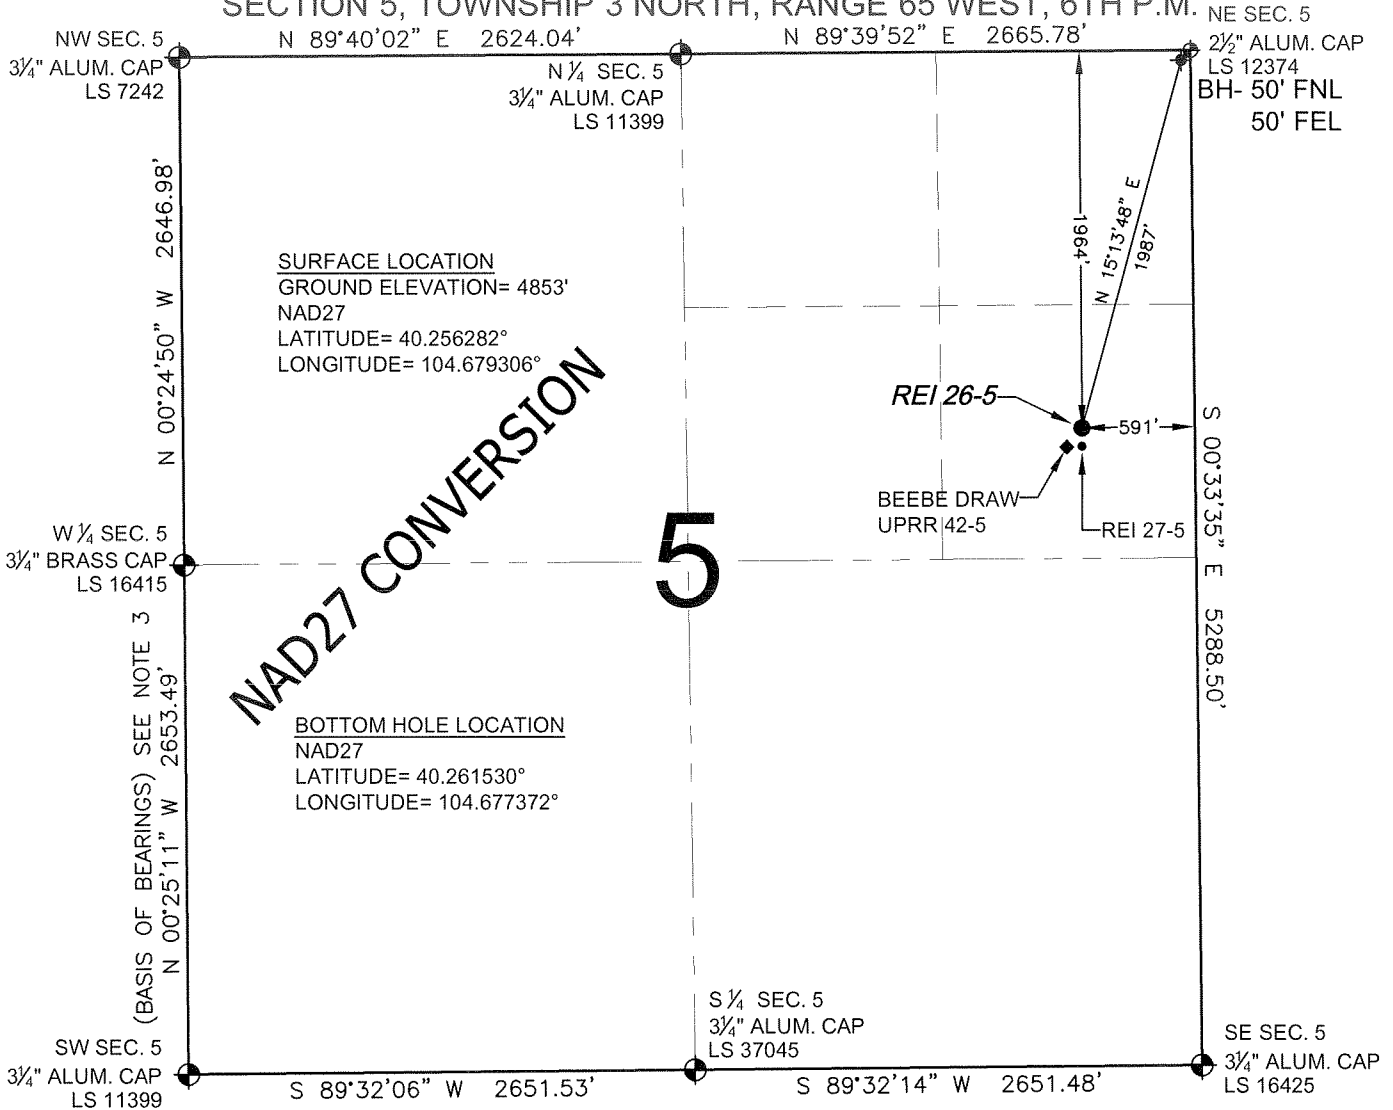 SECTION 5, TOWNSHIP 3 NORTH, RANGE 65 WEST, 6TH P.M.
NW SEC. 5
3¼" ALUM. CAP
LS 7242
N 89°40'02" E 2624.04'
N ¼ SEC. 5
3¼" ALUM. CAP
LS 11399
N 89°39'52" E 2665.78'
NE SEC. 5
2½" ALUM. CAP
LS 12374
BH- 50' FNL
50' FEL
N 00°24'50" W 2646.98'
SURFACE LOCATION
GROUND ELEVATION= 4853'
NAD27
LATITUDE= 40.256282°
LONGITUDE= 104.679306°
1964'
N 15°13'48" E
1987'
REI 26-5
591'
BEEBE DRAW
UPRR 42-5
REI 27-5
S 00°33'35" E 5288.50'
NAD27 CONVERSION
5
W ¼ SEC. 5
3¼" BRASS CAP
LS 16415
(BASIS OF BEARINGS) SEE NOTE 3
N 00°25'11" W 2653.49'
BOTTOM HOLE LOCATION
NAD27
LATITUDE= 40.261530°
LONGITUDE= 104.677372°
SW SEC. 5
3¼" ALUM. CAP
LS 11399
S 89°32'06" W 2651.53'
S ¼ SEC. 5
3¼" ALUM. CAP
LS 37045
S 89°32'14" W 2651.48'
SE SEC. 5
3¼" ALUM. CAP
LS 16425